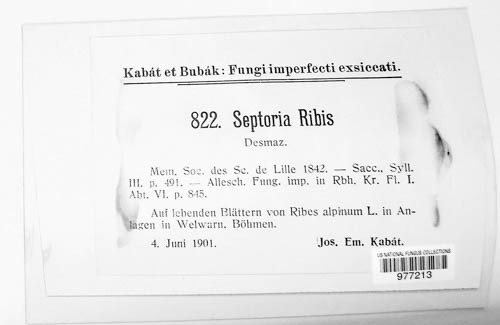 Kabát et Bubák: Fungi imperfecti exsiccati.
822. Septoria Ribis
Desmaz.
Mem. Soc. des Sc. de Lille 1842. — Sacc., Syll.
III. p. 491. — Allesch. Fung. imp. in Rbh. Kr. Fl. I.
Abt. VI. p. 845.
Auf lebenden Blättern von Ribes alpinum L. in An-
lagen in Welwarn, Böhmen.
4. Juni 1901. Jos. Em. Kabát.
US NATIONAL FUNGUS COLLECTIONS
977213